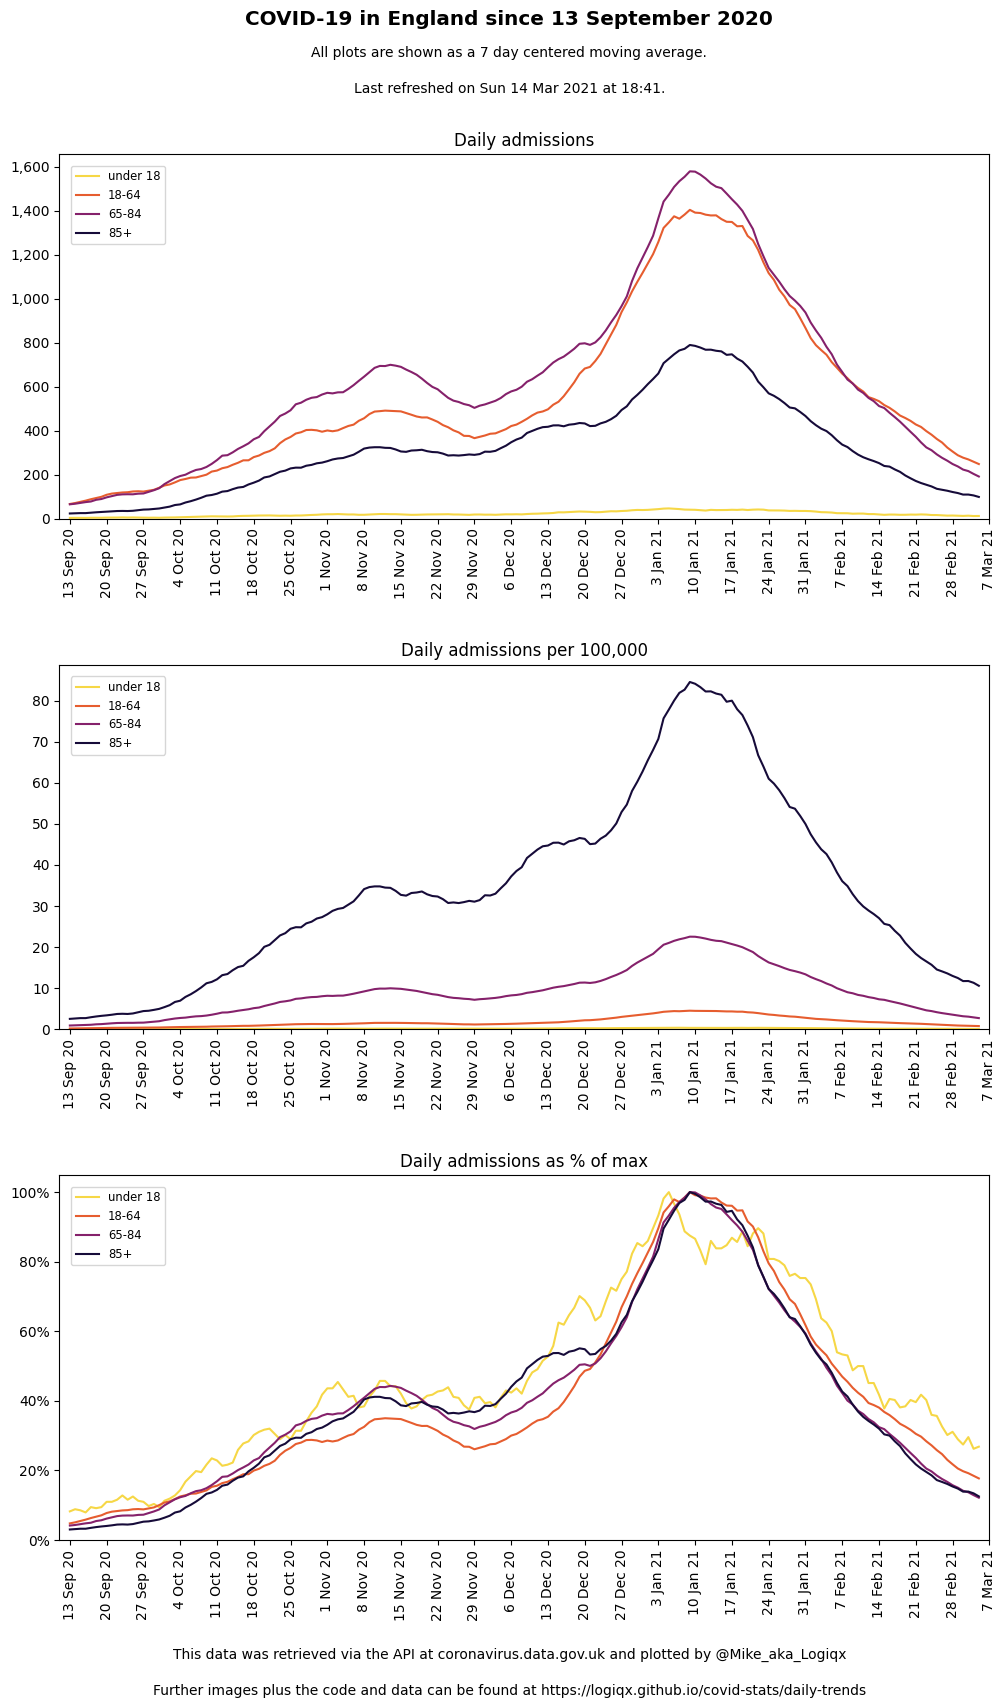 COVID-19 in England since 13 September 2020
All plots are shown as a 7 day centered moving average.
Last refreshed on Sun 14 Mar 2021 at 18:41.
Daily admissions
under 18
18-64
65-84
85+
1,600
1,400
1,200
1,000
800
600
400
200
0
13 Sep 20
20 Sep 20
27 Sep 20
4 Oct 20
11 Oct 20
18 Oct 20
25 Oct 20
1 Nov 20
8 Nov 20
15 Nov 20
22 Nov 20
29 Nov 20
6 Dec 20
13 Dec 20
20 Dec 20
27 Dec 20
3 Jan 21
10 Jan 21
17 Jan 21
24 Jan 21
31 Jan 21
7 Feb 21
14 Feb 21
21 Feb 21
28 Feb 21
7 Mar 21
Daily admissions per 100,000
under 18
18-64
65-84
85+
80
70
60
50
40
30
20
10
0
13 Sep 20
20 Sep 20
27 Sep 20
4 Oct 20
11 Oct 20
18 Oct 20
25 Oct 20
1 Nov 20
8 Nov 20
15 Nov 20
22 Nov 20
29 Nov 20
6 Dec 20
13 Dec 20
20 Dec 20
27 Dec 20
3 Jan 21
10 Jan 21
17 Jan 21
24 Jan 21
31 Jan 21
7 Feb 21
14 Feb 21
21 Feb 21
28 Feb 21
7 Mar 21
Daily admissions as % of max
under 18
18-64
65-84
85+
100%
80%
60%
40%
20%
0%
13 Sep 20
20 Sep 20
27 Sep 20
4 Oct 20
11 Oct 20
18 Oct 20
25 Oct 20
1 Nov 20
8 Nov 20
15 Nov 20
22 Nov 20
29 Nov 20
6 Dec 20
13 Dec 20
20 Dec 20
27 Dec 20
3 Jan 21
10 Jan 21
17 Jan 21
24 Jan 21
31 Jan 21
7 Feb 21
14 Feb 21
21 Feb 21
28 Feb 21
7 Mar 21
This data was retrieved via the API at coronavirus.data.gov.uk and plotted by @Mike_aka_Logiqx
Further images plus the code and data can be found at https://logiqx.github.io/covid-stats/daily-trends